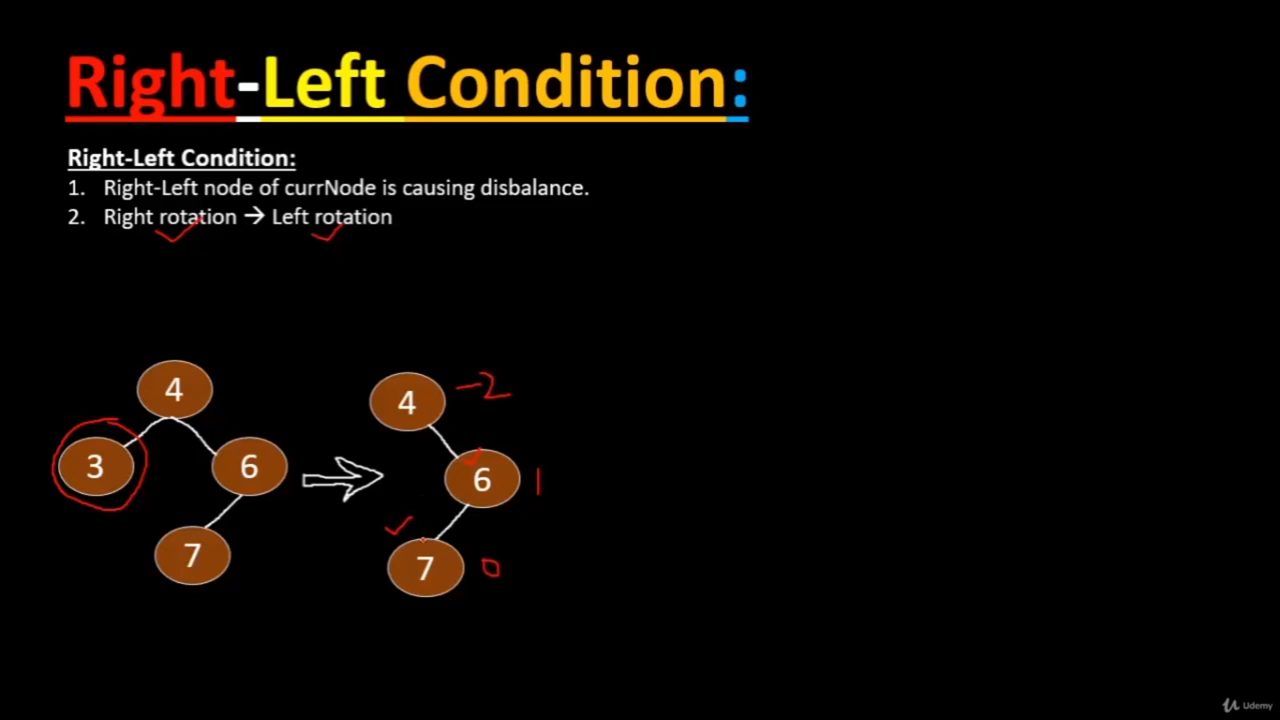 Right-Left Condition:
Right-Left Condition:
1. Right-Left node of currNode is causing disbalance.
2. Right rotation → Left rotation
4
4 -2
3 6
6 1
7
7 0
Udemy